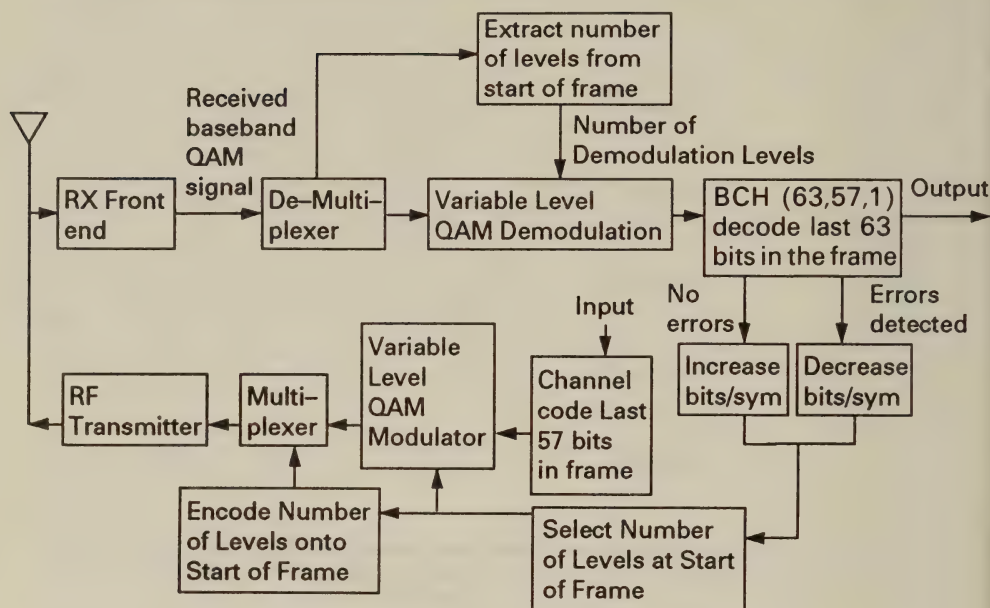 Extract number
of levels from
start of frame
Received
baseband
QAM
signal
Number of
Demodulation Levels
RX Front
end
De–Multi–
plexer
Variable Level
QAM Demodulation
BCH (63,57,1)
decode last 63
bits in the frame
Output
No
errors
Errors
detected
Input
Increase
bits/sym
Decrease
bits/sym
RF
Transmitter
Multi–
plexer
Variable
Level
QAM
Modulator
Channel
code Last
57 bits
in frame
Encode Number
of Levels onto
Start of Frame
Select Number
of Levels at Start
of Frame